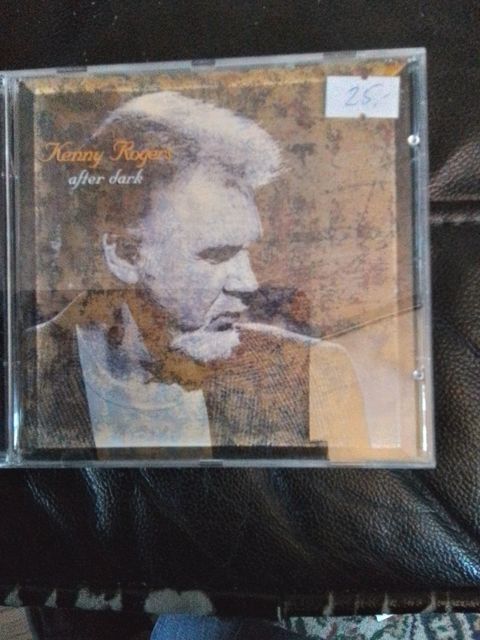 25,-
Kenny Rogers
after dark